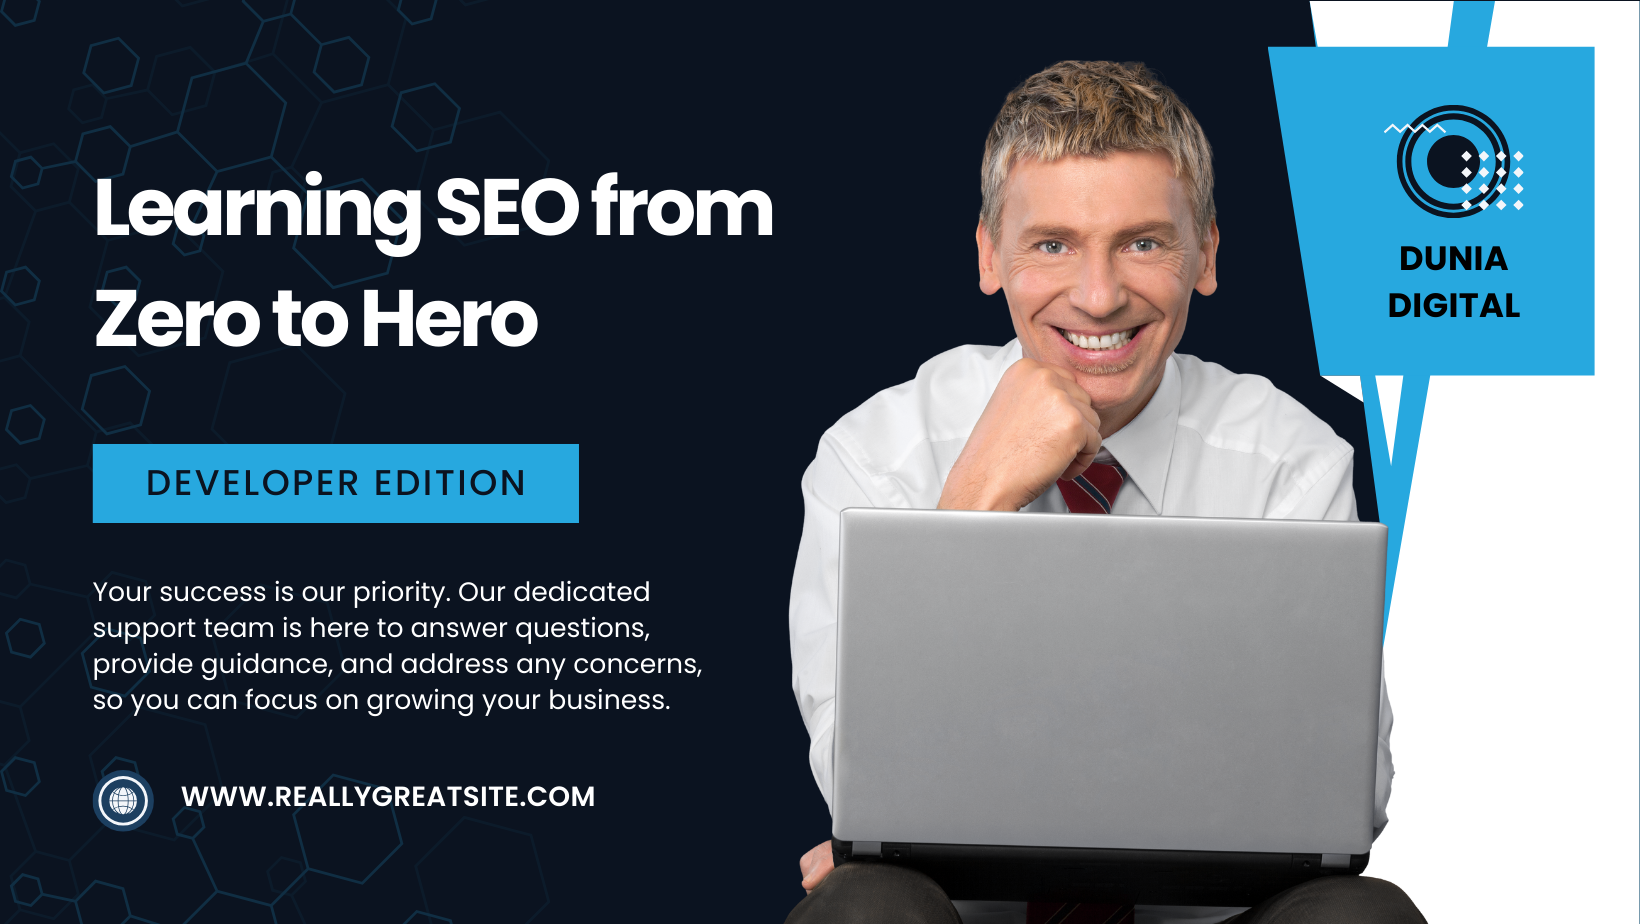 Learning SEO from
Zero to Hero
DEVELOPER EDITION
Your success is our priority. Our dedicated
support team is here to answer questions,
provide guidance, and address any concerns,
so you can focus on growing your business.
WWW.REALLYGREATSITE.COM
DUNIA
DIGITAL